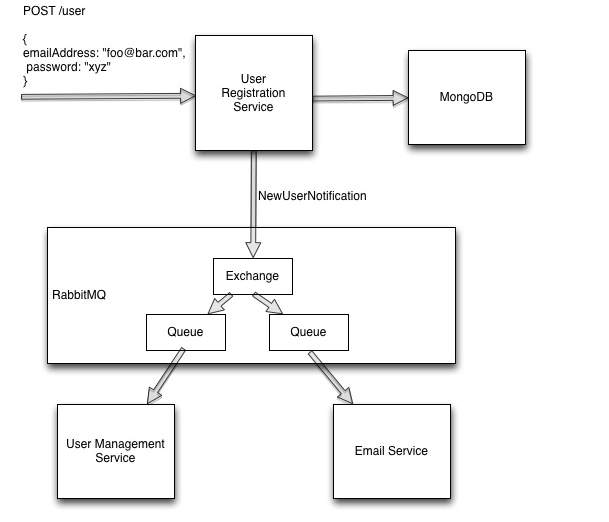 POST /user
{
emailAddress: "foo@bar.com",
password: "xyz"
}
User
Registration
Service
MongoDB
NewUserNotification
RabbitMQ
Exchange
Queue
Queue
User Management
Service
Email Service